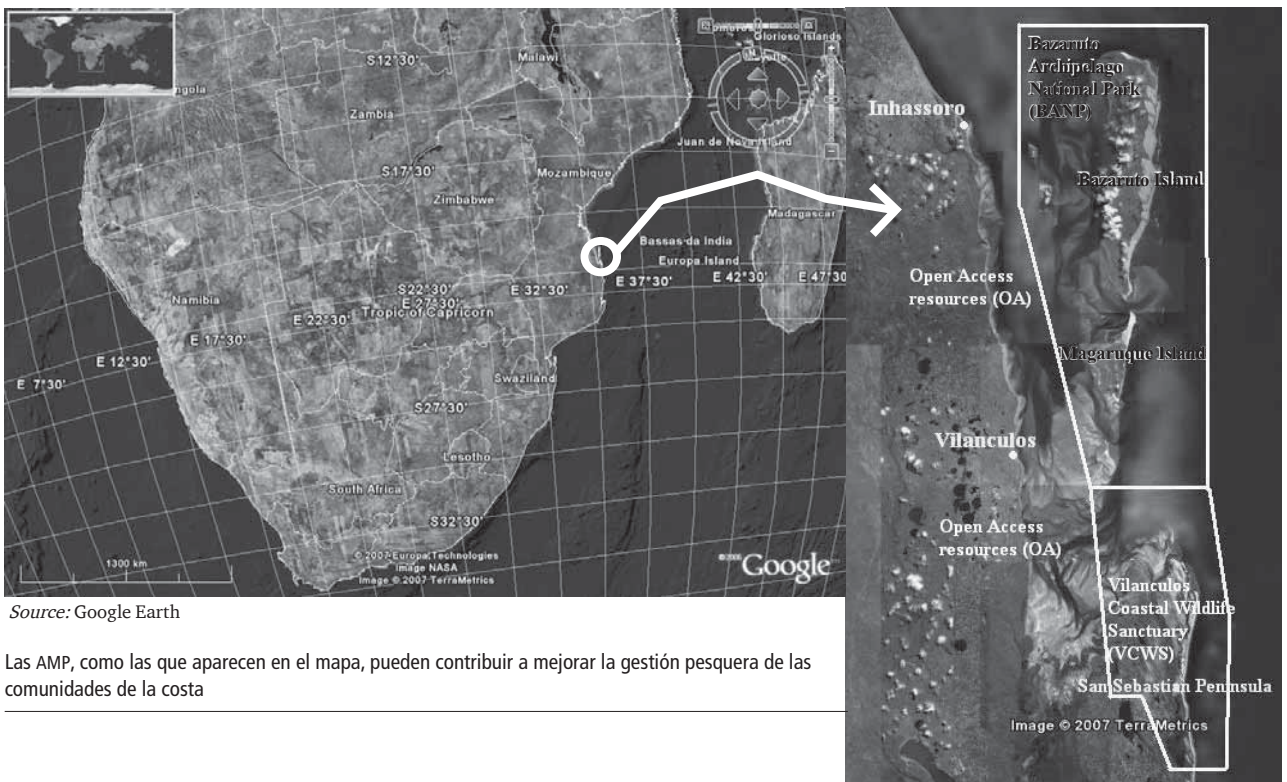 ngola
Zambia
Malawi
S12°30'
Glorioso Islands
Mayotte
N
Juan de Nova Island
S17°30'
Mozambique
Zimbabwe
Madagascar
Bassas da India
Europa Island
Namibia
S22°30'
E 27°30'
E 32°30'
E 37°30'
E 42°30'
E 47°30
E 22°30'
Tropic of Capricorn
E 17°30'
E 12°30'
E 7°30'
Swaziland
S27°30'
Lesotho
South Africa
S32°30'
1300 km
© 2007 Europa Technologies
Image NASA
Image © 2007 TerraMetrics
Google
Source: Google Earth
Las AMP, como las que aparecen en el mapa, pueden contribuir a mejorar la gestión pesquera de las
comunidades de la costa
Bazaruto
Archipelago
National Park
(BANP)
Inhassoro
Bazaruto Island
Open Access
resources (OA)
Magaruque Island
Vilanculos
Open Access
resources (OA)
Vilanculos
Coastal Wildlife
Sanctuary
(VCWS)
San Sebastian Peninsula
Image © 2007 TerraMetrics